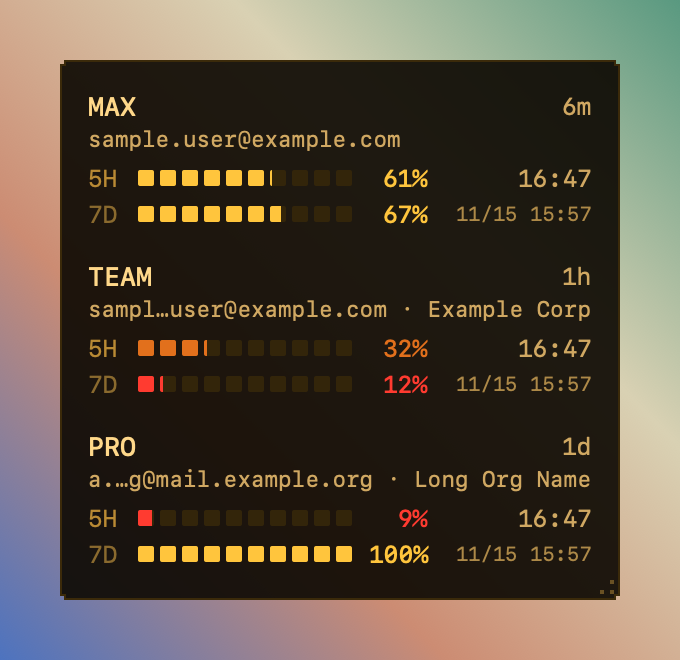 MAX 6m
sample.user@example.com
5H 61% 16:47
7D 67% 11/15 15:57
TEAM 1h
sampl…user@example.com · Example Corp
5H 32% 16:47
7D 12% 11/15 15:57
PRO 1d
a.…g@mail.example.org · Long Org Name
5H 9% 16:47
7D 100% 11/15 15:57